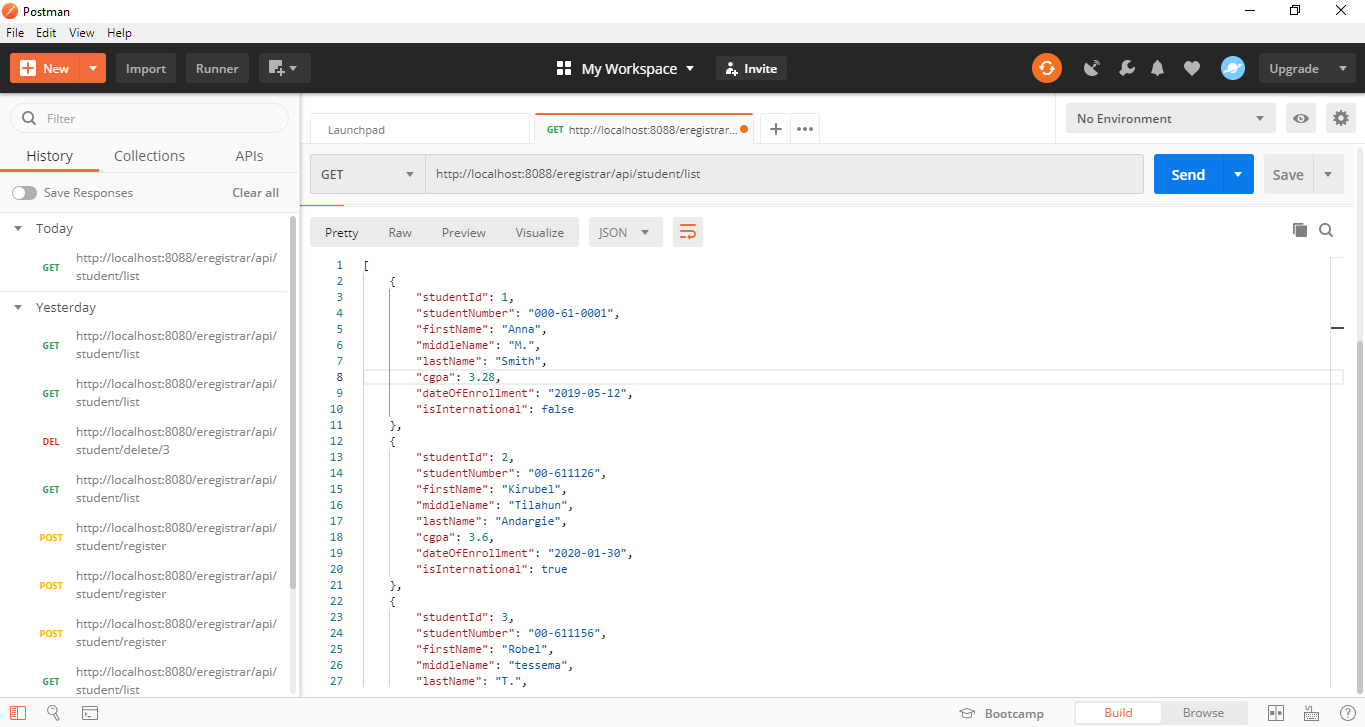 Postman
File Edit View Help
New Import Runner My Workspace Invite Upgrade
Filter
History Collections APIs
Save Responses Clear all
Today
GET http://localhost:8088/eregistrar/api/
student/list
Yesterday
GET http://localhost:8080/eregistrar/api/
student/list
GET http://localhost:8080/eregistrar/api/
student/list
DEL http://localhost:8080/eregistrar/api/
student/delete/3
GET http://localhost:8080/eregistrar/api/
student/list
POST http://localhost:8080/eregistrar/api/
student/register
POST http://localhost:8080/eregistrar/api/
student/register
POST http://localhost:8080/eregistrar/api/
student/register
GET http://localhost:8080/eregistrar/api/
student/list
Launchpad GET http://localhost:8088/eregistrar... No Environment
GET http://localhost:8088/eregistrar/api/student/list Send Save
Pretty Raw Preview Visualize JSON
1 [
2 {
3 "studentId": 1,
4 "studentNumber": "000-61-0001",
5 "firstName": "Anna",
6 "middleName": "M.",
7 "lastName": "Smith",
8 "cgpa": 3.28,
9 "dateOfEnrollment": "2019-05-12",
10 "isInternational": false
11 },
12 {
13 "studentId": 2,
14 "studentNumber": "00-611126",
15 "firstName": "Kirubel",
16 "middleName": "Tilahun",
17 "lastName": "Andargie",
18 "cgpa": 3.6,
19 "dateOfEnrollment": "2020-01-30",
20 "isInternational": true
21 },
22 {
23 "studentId": 3,
24 "studentNumber": "00-611156",
25 "firstName": "Robel",
26 "middleName": "tessema",
27 "lastName": "T.",
Bootcamp Build Browse